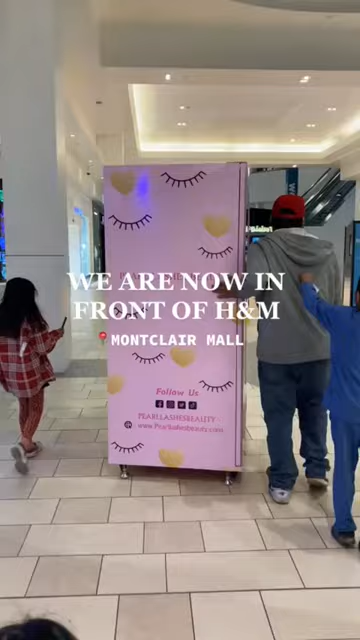 WE ARE NOW IN
FRONT OF H&M
📍MONTCLAIR MALL
Follow Us
PEARLLASHESBEAUTY
www.Pearllashesbeauty.com